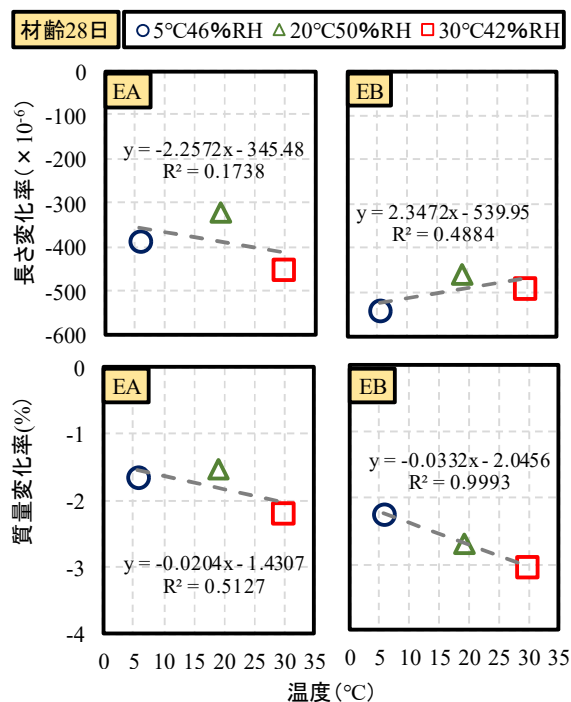 材齢28日
5℃46%RH 20℃50%RH 30℃42%RH
長さ変化率(×10⁻⁶)
0
-100
-200
-300
-400
-500
-600
EA
y = -2.2572x - 345.48
R² = 0.1738
EB
y = 2.3472x - 539.95
R² = 0.4884
質量変化率(%)
0
-1
-2
-3
-4
EA
y = -0.0204x - 1.4307
R² = 0.5127
EB
y = -0.0332x - 2.0456
R² = 0.9993
0 5 10 15 20 25 30 35
0 5 10 15 20 25 30 35
温度(℃)